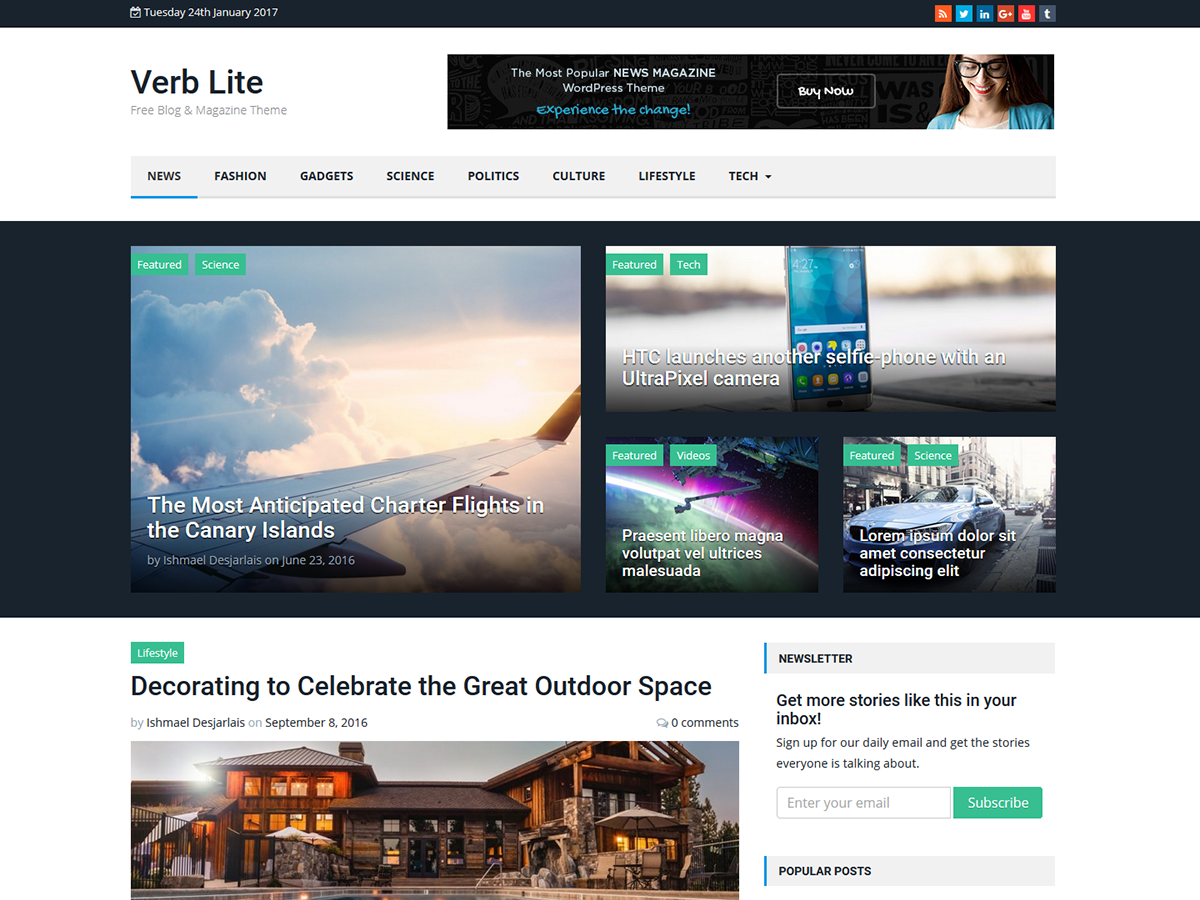 Tuesday 24th January 2017
Verb Lite
Free Blog & Magazine Theme
The Most Popular NEWS MAGAZINE
WordPress Theme
Experience the change!
Buy Now
NEWS FASHION GADGETS SCIENCE POLITICS CULTURE LIFESTYLE TECH
Featured Science
The Most Anticipated Charter Flights in
the Canary Islands
by Ishmael Desjarlais on June 23, 2016
Featured Tech
4:27
HTC launches another selfie-phone with an
UltraPixel camera
Featured Videos
Praesent libero magna
volutpat vel ultrices
malesuada
Featured Science
Lorem ipsum dolor sit
amet consectetur
adipiscing elit
Lifestyle
Decorating to Celebrate the Great Outdoor Space
by Ishmael Desjarlais on September 8, 2016
0 comments
NEWSLETTER
Get more stories like this in your
inbox!
Sign up for our daily email and get the stories
everyone is talking about.
Enter your email
Subscribe
POPULAR POSTS